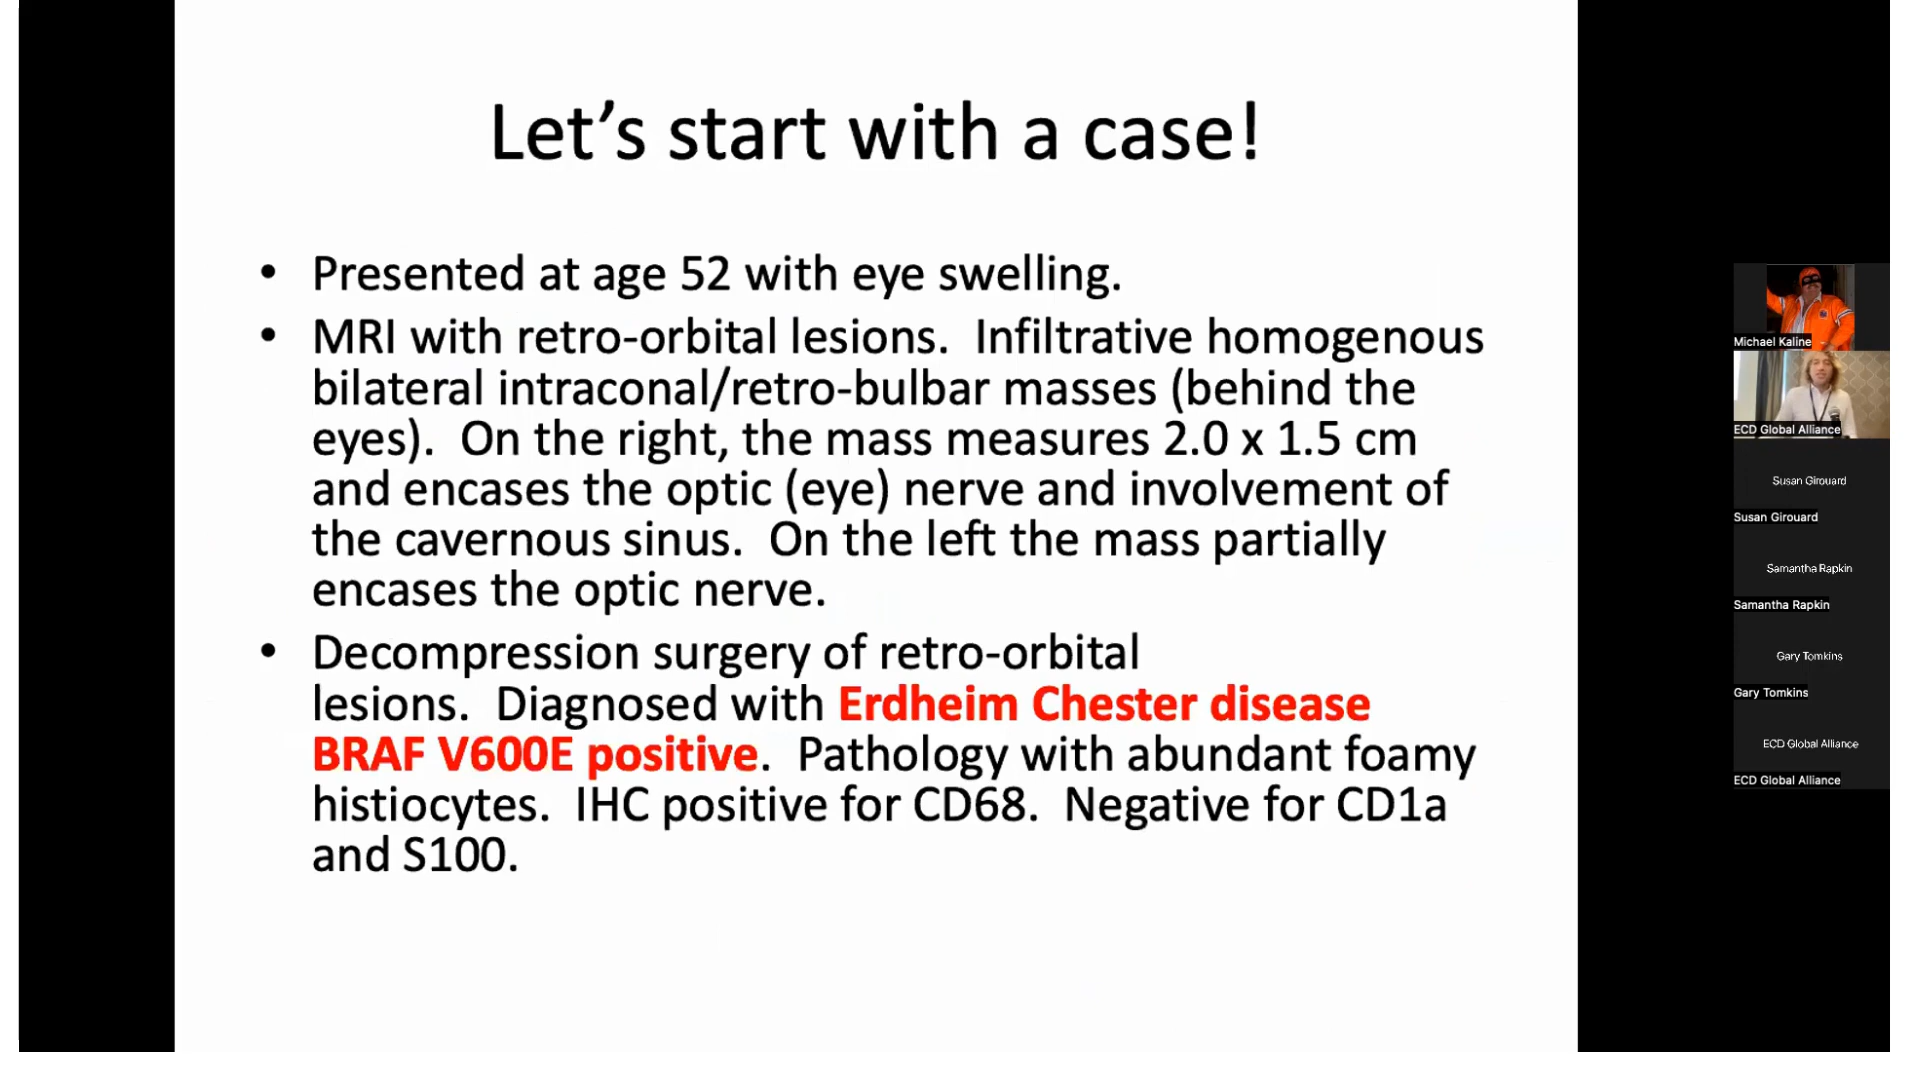 Let’s start with a case!
• Presented at age 52 with eye swelling.
• MRI with retro-orbital lesions.  Infiltrative homogenous
bilateral intraconal/retro-bulbar masses (behind the
eyes).  On the right, the mass measures 2.0 x 1.5 cm
and encases the optic (eye) nerve and involvement of
the cavernous sinus.  On the left the mass partially
encases the optic nerve.
• Decompression surgery of retro-orbital
lesions.  Diagnosed with Erdheim Chester disease
BRAF V600E positive.  Pathology with abundant foamy
histiocytes.  IHC positive for CD68.  Negative for CD1a
and S100.
Michael Kaline
ECD Global Alliance
Susan Girouard
Susan Girouard
Samantha Rapkin
Samantha Rapkin
Gary Tomkins
Gary Tomkins
ECD Global Alliance
ECD Global Alliance